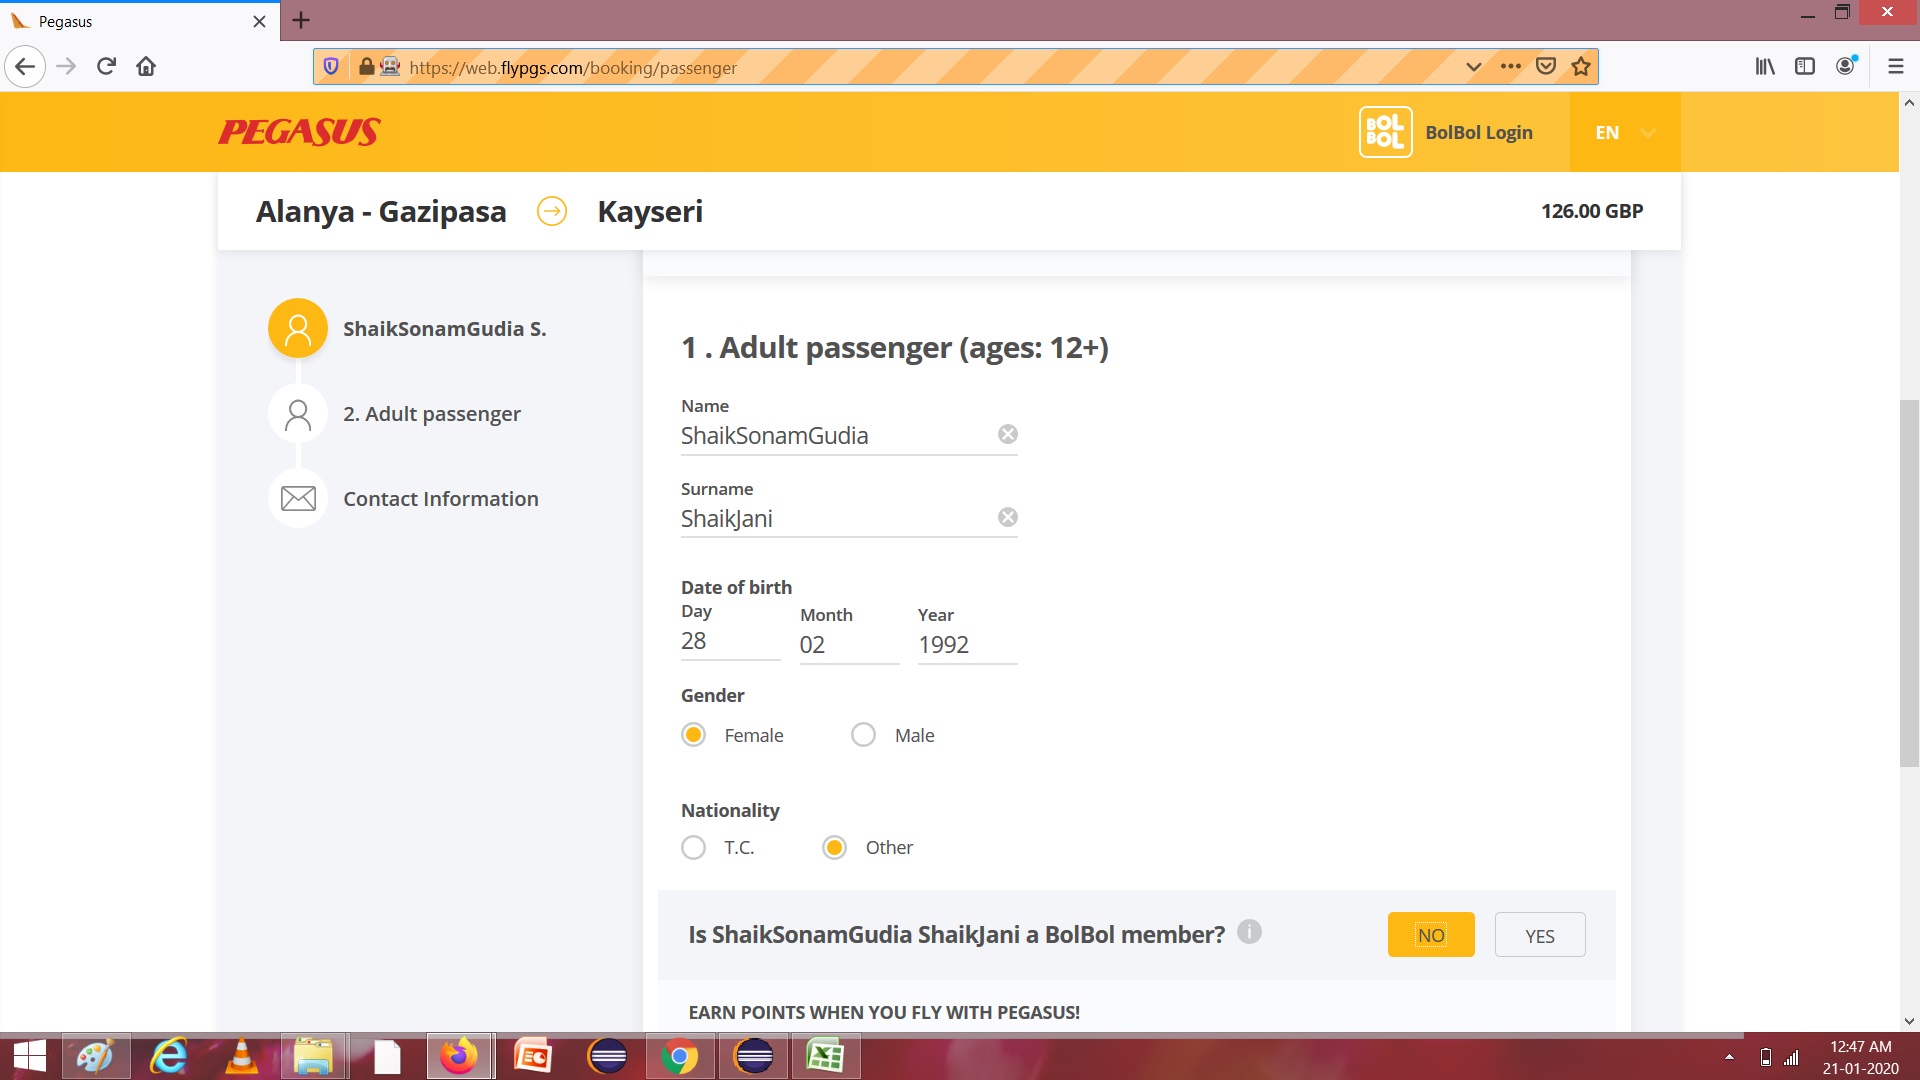 Pegasus
https://web.flypgs.com/booking/passenger
PEGASUS
BOL
BOL
BolBol Login
EN
Alanya - Gazipasa
Kayseri
126.00 GBP
ShaikSonamGudia S.
2. Adult passenger
Contact Information
1 . Adult passenger (ages: 12+)
Name
ShaikSonamGudia
Surname
ShaikJani
Date of birth
Day Month Year
28 02 1992
Gender
Female Male
Nationality
T.C. Other
Is ShaikSonamGudia ShaikJani a BolBol member?
NO YES
EARN POINTS WHEN YOU FLY WITH PEGASUS!
12:47 AM
21-01-2020